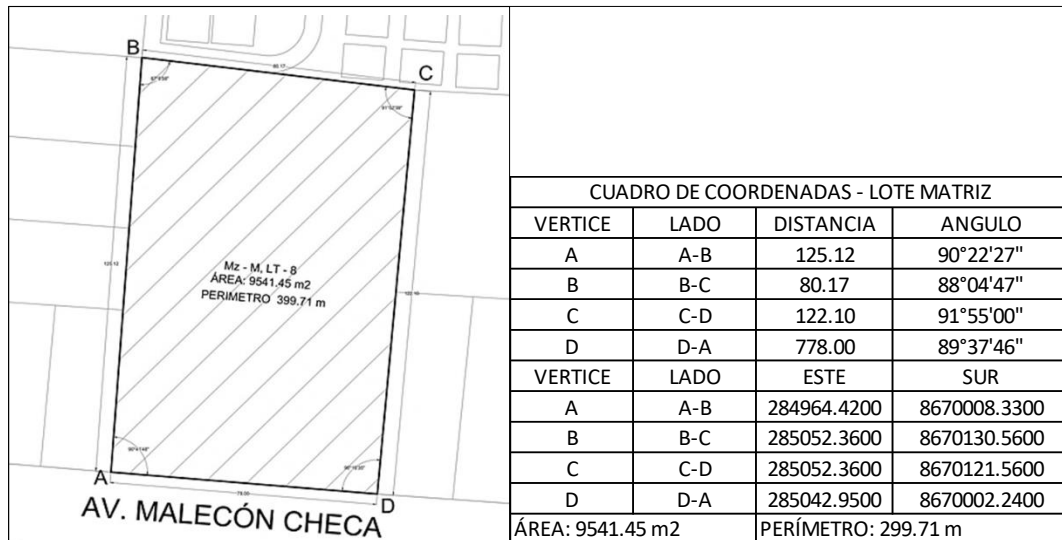 B
C
80.17
Mz - M, LT - 8
ÁREA: 9541.45 m2
PERIMETRO 399.71 m
A
D
AV. MALECÓN CHECA
CUADRO DE COORDENADAS - LOTE MATRIZ
VERTICE LADO DISTANCIA ANGULO
A A-B 125.12 90°22'27"
B B-C 80.17 88°04'47"
C C-D 122.10 91°55'00"
D D-A 778.00 89°37'46"
VERTICE LADO ESTE SUR
A A-B 284964.4200 8670008.3300
B B-C 285052.3600 8670130.5600
C C-D 285052.3600 8670121.5600
D D-A 285042.9500 8670002.2400
ÁREA: 9541.45 m2 PERÍMETRO: 299.71 m